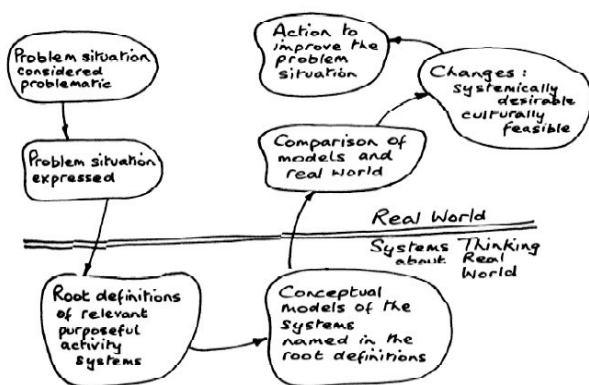 Problem situation
considered
problematic
Problem situation
expressed
Root definitions
of relevant
purposeful
activity
systems
Conceptual
models of the
systems
named in the
root definitions
Comparison of
models and
real world
Changes:
systemically
desirable
culturally
feasible
Action to
improve the
problem
situation
Real World
Systems Thinking
about Real
World